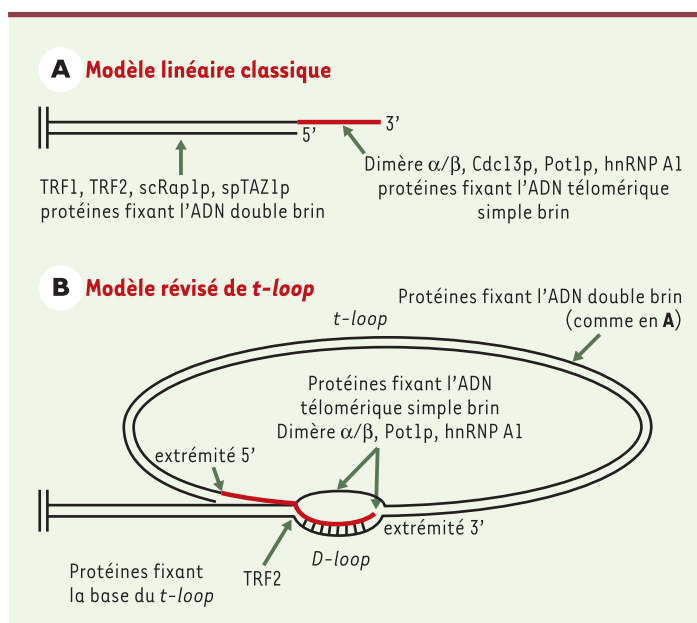 A Modèle linéaire classique
5'
3'
TRF1, TRF2, scRap1p, spTAZ1p
protéines fixant l'ADN double brin
Dimère α/β, Cdc13p, Pot1p, hnRNP A1
protéines fixant l'ADN télomérique
simple brin
B Modèle révisé de t-loop
Protéines fixant l'ADN double brin
(comme en A)
t-loop
Protéines fixant l'ADN
télomérique simple brin
Dimère α/β, Pot1p, hnRNP A1
extrémité 5'
extrémité 3'
D-loop
TRF2
Protéines fixant
la base du t-loop